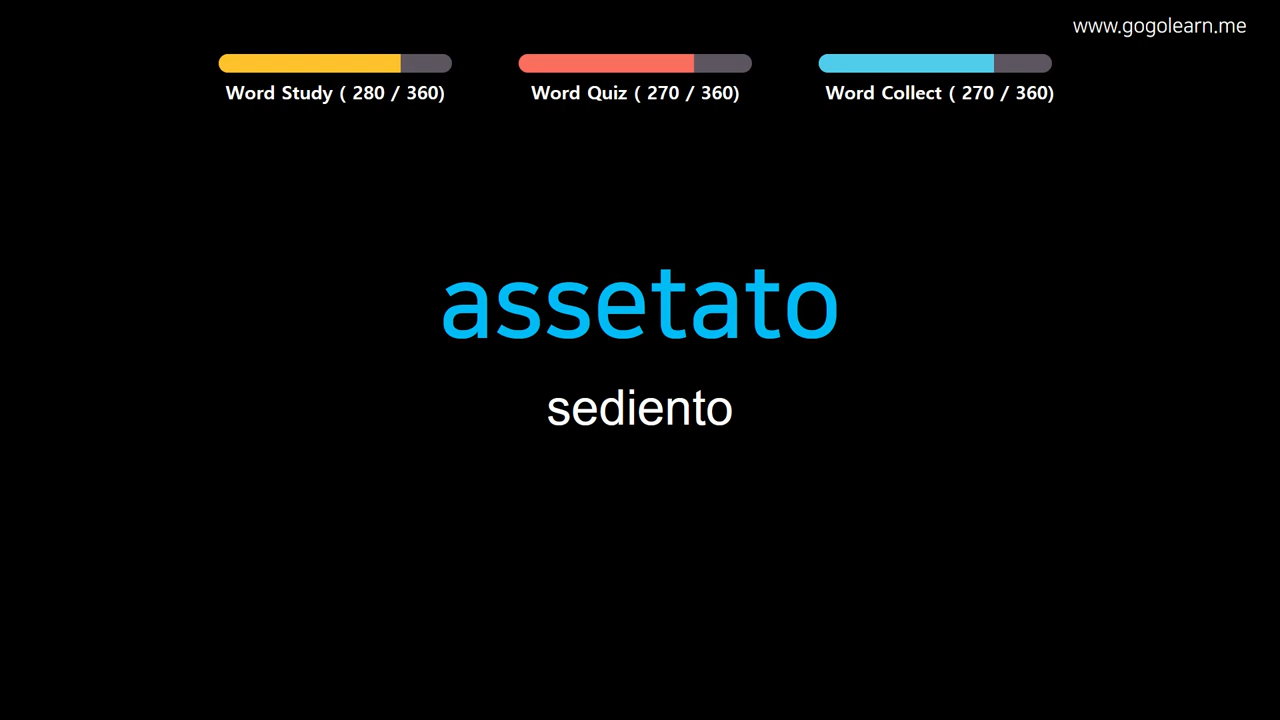 www.gogolearn.me
Word Study ( 280 / 360)
Word Quiz ( 270 / 360)
Word Collect ( 270 / 360)
assetato
sediento